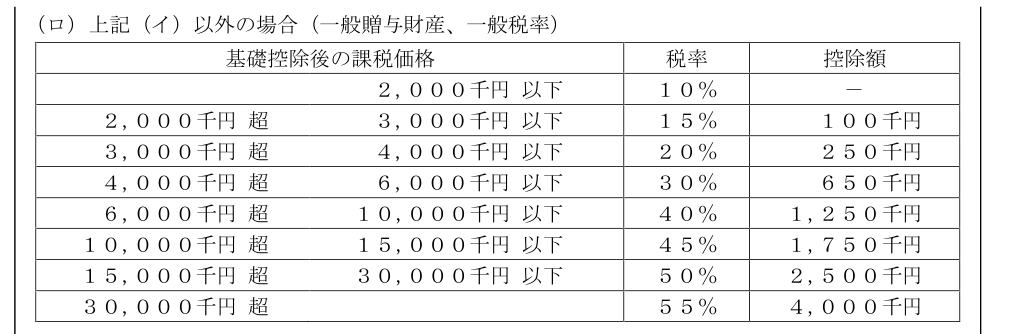 （ロ）上記（イ）以外の場合（一般贈与財産、一般税率）
基礎控除後の課税価格 税率 控除額
２,０００千円 以下 １０％ －
２,０００千円 超 ３,０００千円 以下 １５％ １００千円
３,０００千円 超 ４,０００千円 以下 ２０％ ２５０千円
４,０００千円 超 ６,０００千円 以下 ３０％ ６５０千円
６,０００千円 超 １０,０００千円 以下 ４０％ １,２５０千円
１０,０００千円 超 １５,０００千円 以下 ４５％ １,７５０千円
１５,０００千円 超 ３０,０００千円 以下 ５０％ ２,５００千円
３０,０００千円 超 ５５％ ４,０００千円